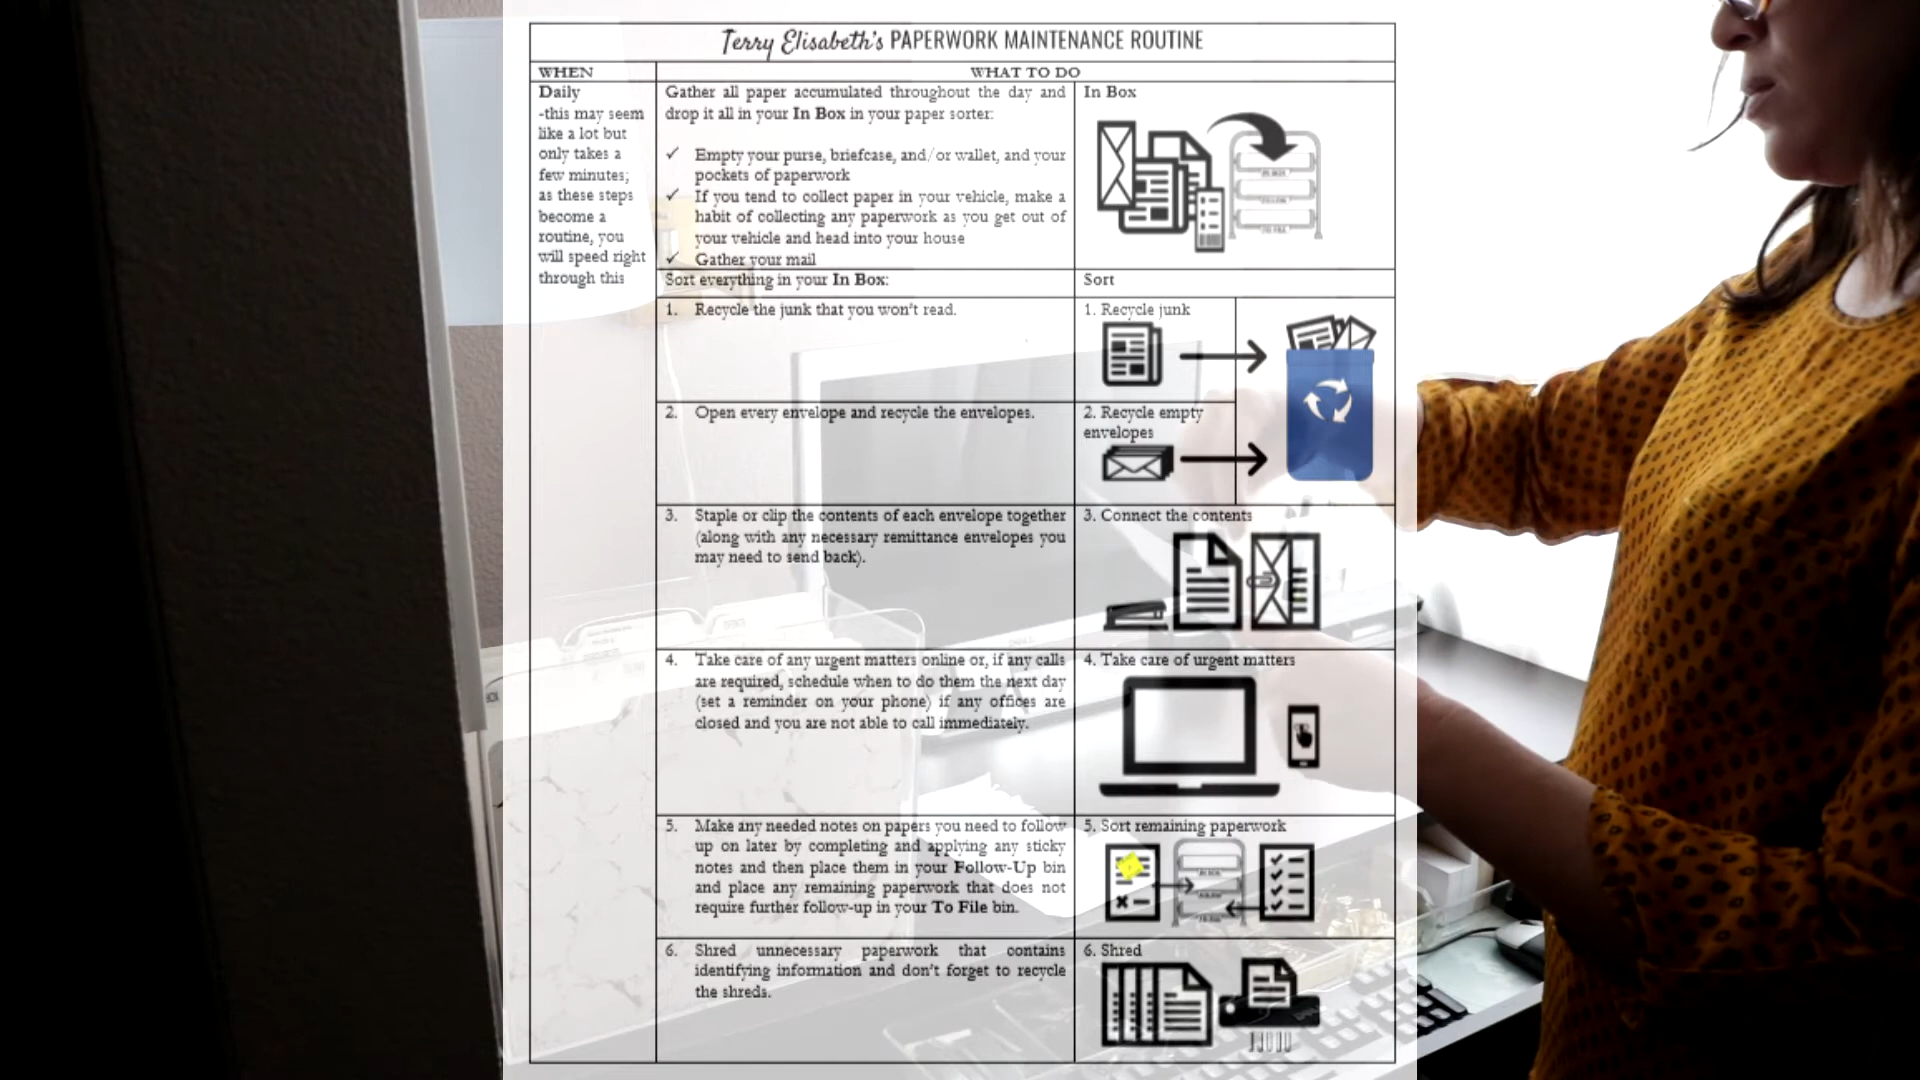 Terry Elisabeth's PAPERWORK MAINTENANCE ROUTINE
WHEN
WHAT TO DO
Daily
-this may seem
like a lot but
only takes a
few minutes;
as these steps
become a
routine, you
will speed right
through this
Gather all paper accumulated throughout the day and
drop it all in your In Box in your paper sorter:
✓ Empty your purse, briefcase, and/or wallet, and your
pockets of paperwork
✓ If you tend to collect paper in your vehicle, make a
habit of collecting any paperwork as you get out of
your vehicle and head into your house
✓ Gather your mail
In Box
Sort everything in your In Box:
Sort
1. Recycle the junk that you won't read.
1. Recycle junk
2. Open every envelope and recycle the envelopes.
2. Recycle empty
envelopes
3. Staple or clip the contents of each envelope together
(along with any necessary remittance envelopes you
may need to send back).
3. Connect the contents
4. Take care of any urgent matters online or, if any calls
are required, schedule when to do them the next day
(set a reminder on your phone) if any offices are
closed and you are not able to call immediately.
4. Take care of urgent matters
5. Make any needed notes on papers you need to follow
up on later by completing and applying any sticky
notes and then place them in your Follow-Up bin
and place any remaining paperwork that does not
require further follow-up in your To File bin.
5. Sort remaining paperwork
6. Shred unnecessary paperwork that contains
identifying information and don't forget to recycle
the shreds.
6. Shred